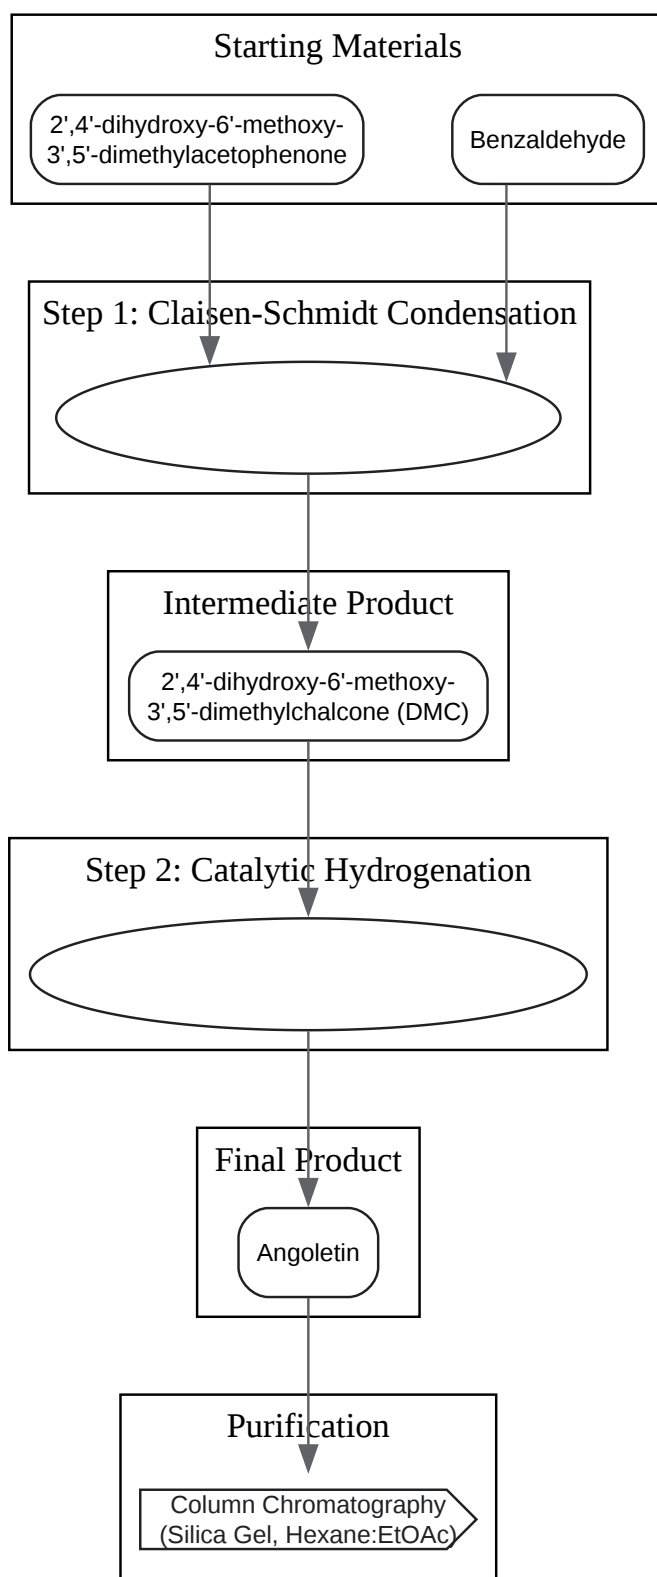 Starting Materials
2',4'-dihydroxy-6'-methoxy-
3',5'-dimethylacetophenone
Benzaldehyde
Step 1: Claisen-Schmidt Condensation
Intermediate Product
2',4'-dihydroxy-6'-methoxy-
3',5'-dimethylchalcone (DMC)
Step 2: Catalytic Hydrogenation
Final Product
Angoletin
Purification
Column Chromatography
(Silica Gel, Hexane:EtOAc)